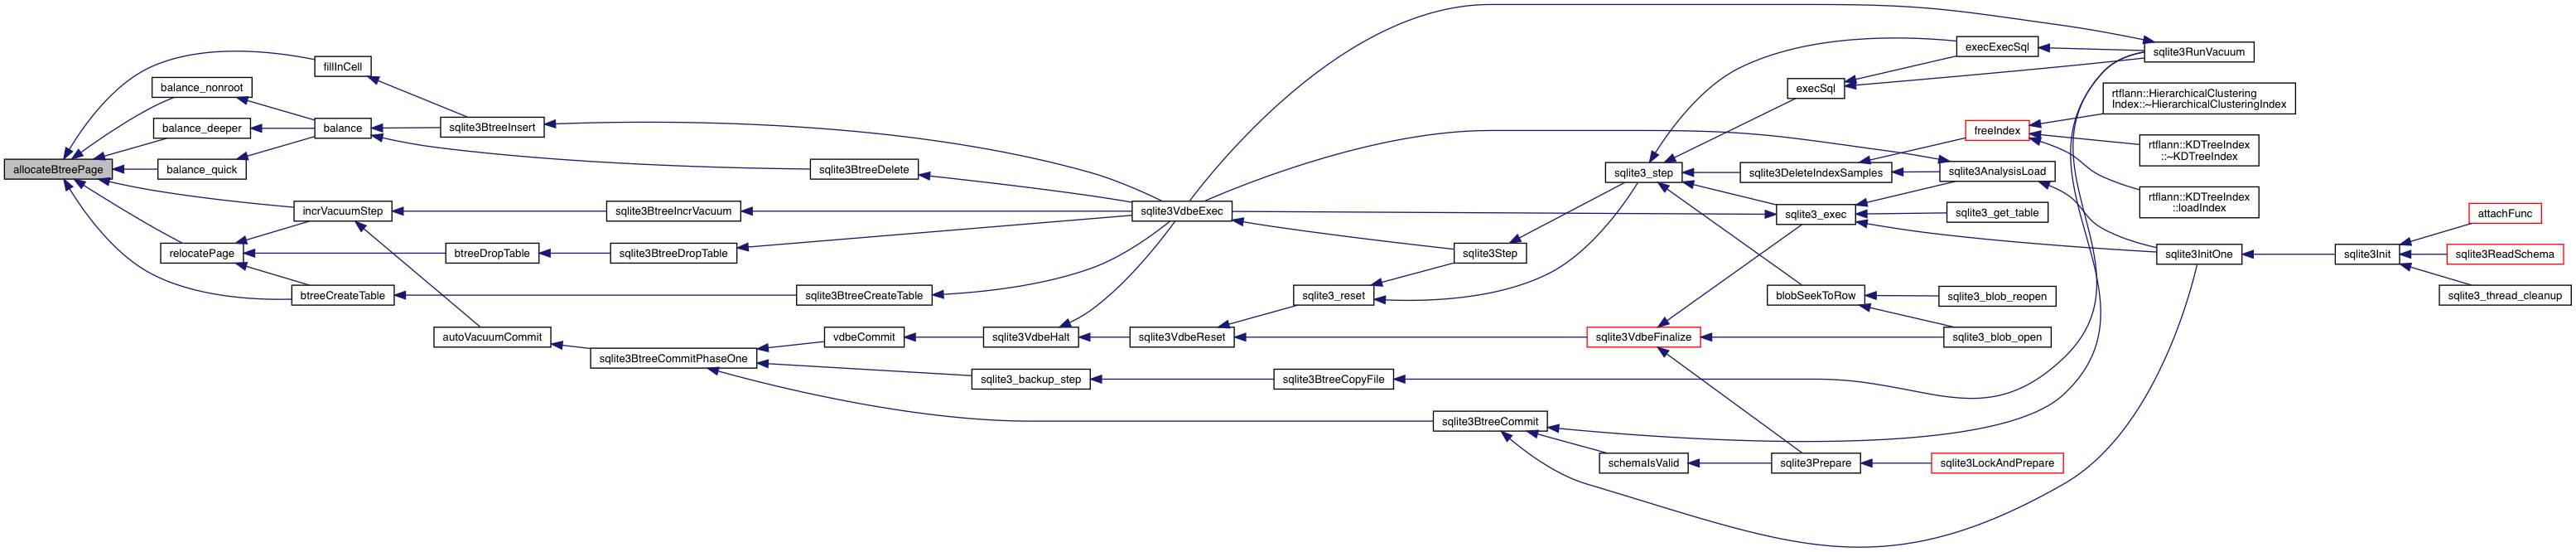 allocateBtreePage
fillInCell
balance_nonroot
balance_deeper
balance_quick
balance
incrVacuumStep
relocatePage
btreeCreateTable
autoVacuumCommit
sqlite3BtreeInsert
btreeDropTable
sqlite3BtreeIncrVacuum
sqlite3BtreeDropTable
sqlite3BtreeCommitPhaseOne
sqlite3BtreeDelete
sqlite3BtreeCreateTable
vdbeCommit
sqlite3VdbeHalt
sqlite3_backup_step
sqlite3VdbeExec
sqlite3VdbeReset
sqlite3_reset
sqlite3BtreeCopyFile
sqlite3Step
sqlite3BtreeCommit
sqlite3_step
sqlite3VdbeFinalize
schemaIsValid
execSql
sqlite3DeleteIndexSamples
sqlite3_exec
blobSeekToRow
sqlite3Prepare
execExecSql
freeIndex
sqlite3AnalysisLoad
sqlite3_get_table
sqlite3_blob_reopen
sqlite3_blob_open
sqlite3LockAndPrepare
sqlite3RunVacuum
rtflann::HierarchicalClustering
Index::~HierarchicalClusteringIndex
rtflann::KDTreeIndex
::~KDTreeIndex
rtflann::KDTreeIndex
::loadIndex
sqlite3InitOne
sqlite3Init
attachFunc
sqlite3ReadSchema
sqlite3_thread_cleanup